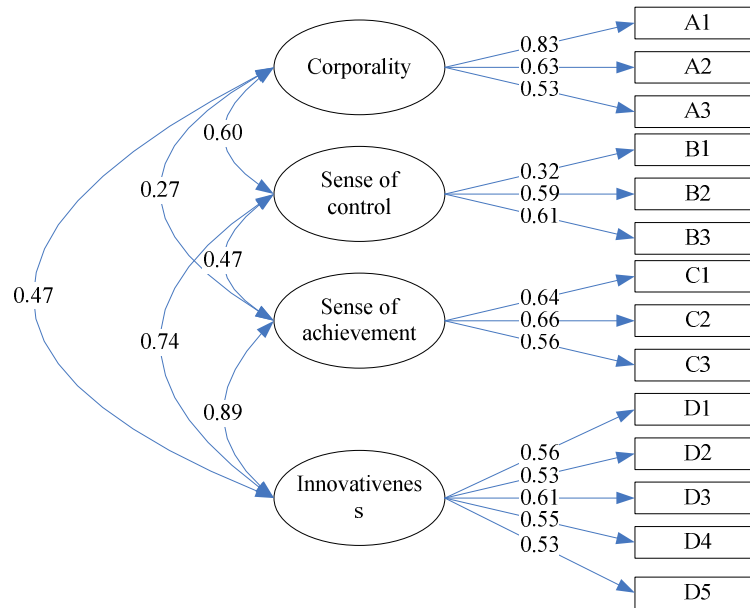 A1
0.83
Corporality
0.63
A2
0.53
A3
0.60
B1
0.32
0.27
Sense of
control
0.59
B2
0.61
B3
0.47
C1
0.47
0.64
Sense of
achievement
0.66
C2
0.74
0.56
C3
0.89
D1
0.56
D2
0.53
Innovativenes
s
0.61
D3
0.55
D4
0.53
D5